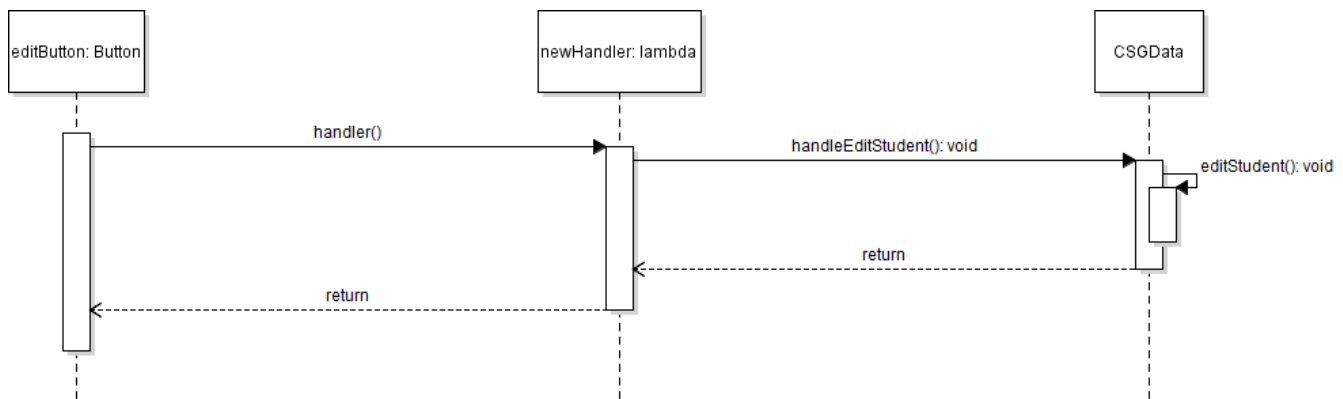 editButton: Button
newHandler: lambda
CSGData
handler()
handleEditStudent(): void
editStudent(): void
return
return